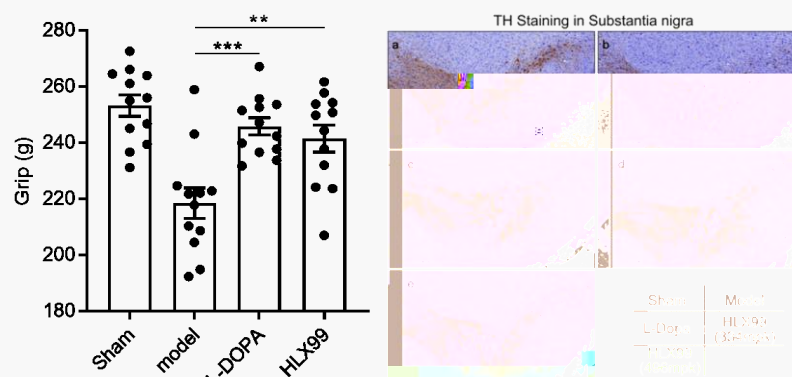 TH Staining in Substantia nigra
280
260
240
220
200
180
Grip (g)
**
***
Sham
model
L-DOPA
HLX99
a
b
c
d
e
Sham
Model
L-Dopa
HLX99